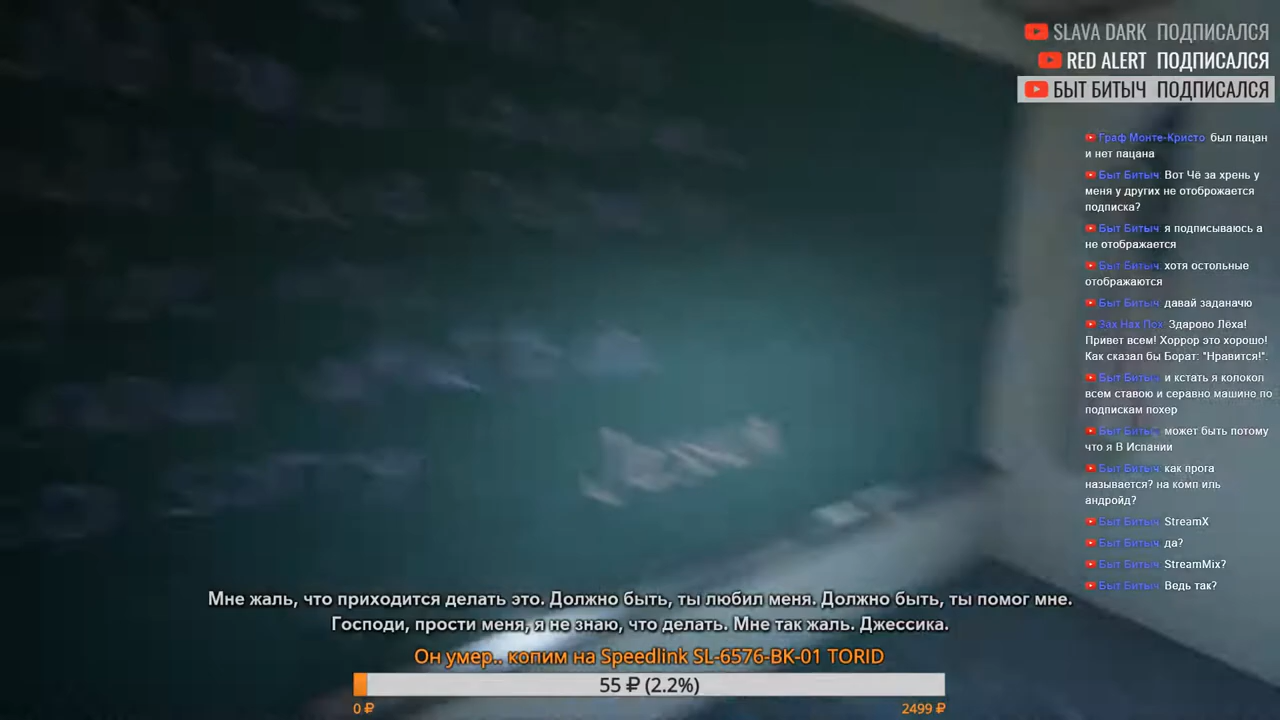 SLAVA DARK ПОДПИСАЛСЯ
RED ALERT ПОДПИСАЛСЯ
БЫТ БИТЫЧ ПОДПИСАЛСЯ
Граф Монте-Кристо был пацан
и нет пацана
Быт Битыч Вот Чё за хрень у
меня у других не отоброжается
подписка?
Быт Битыч я подписываюсь а
не отображается
Быт Битыч хотя остольные
отображаются
Быт Битыч давай заданачю
Зах Нах Пох Здарово Лёха!
Привет всем! Хоррор это хорошо!
Как сказал бы Борат: "Нравится!".
Быт Битыч и кстать я колокол
всем ставою и серавно машине по
подпискам похер
Быт Битыч может быть потому
что я В Испании
Быт Битыч как прога
называется? на комп иль
андройд?
Быт Битыч StreamX
Быт Битыч да?
Быт Битыч StreamMix?
Быт Битыч Ведь так?
Мне жаль, что приходится делать это. Должно быть, ты любил меня. Должно быть, ты помог мне.
Господи, прости меня, я не знаю, что делать. Мне так жаль. Джессика.
Он умер.. копим на Speedlink SL-6576-BK-01 TORID
55 ₽ (2.2%)
0 ₽ 2499 ₽